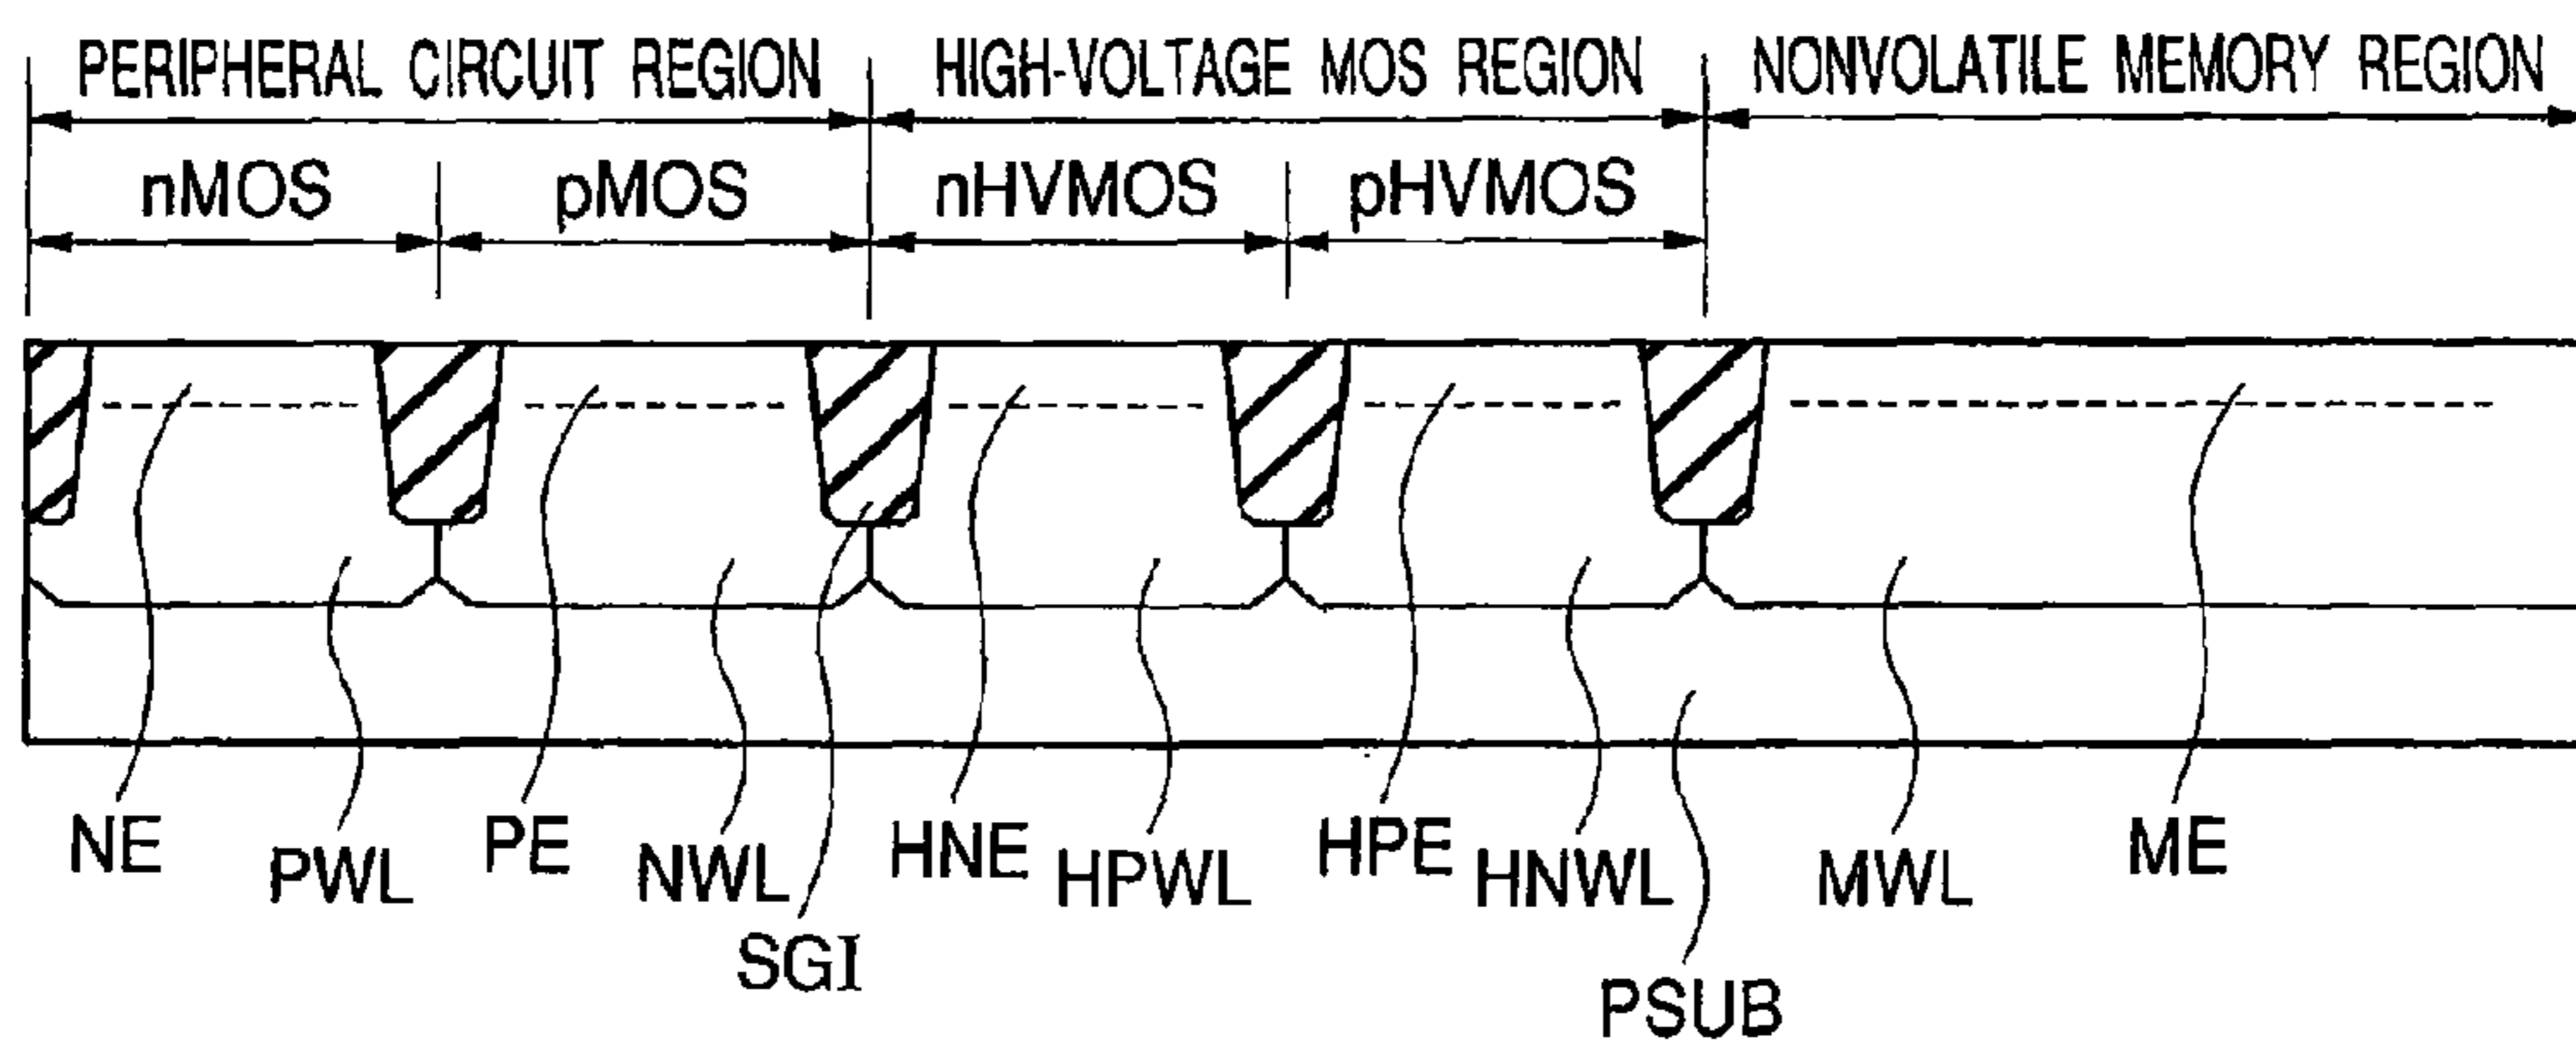 PERIPHERAL CIRCUIT REGION HIGH-VOLTAGE MOS REGION NONVOLATILE MEMORY REGION
nMOS pMOS nHVMOS pHVMOS
NE PWL PE NWL HNE HPWL HPE HNWL MWL ME
SGI
PSUB